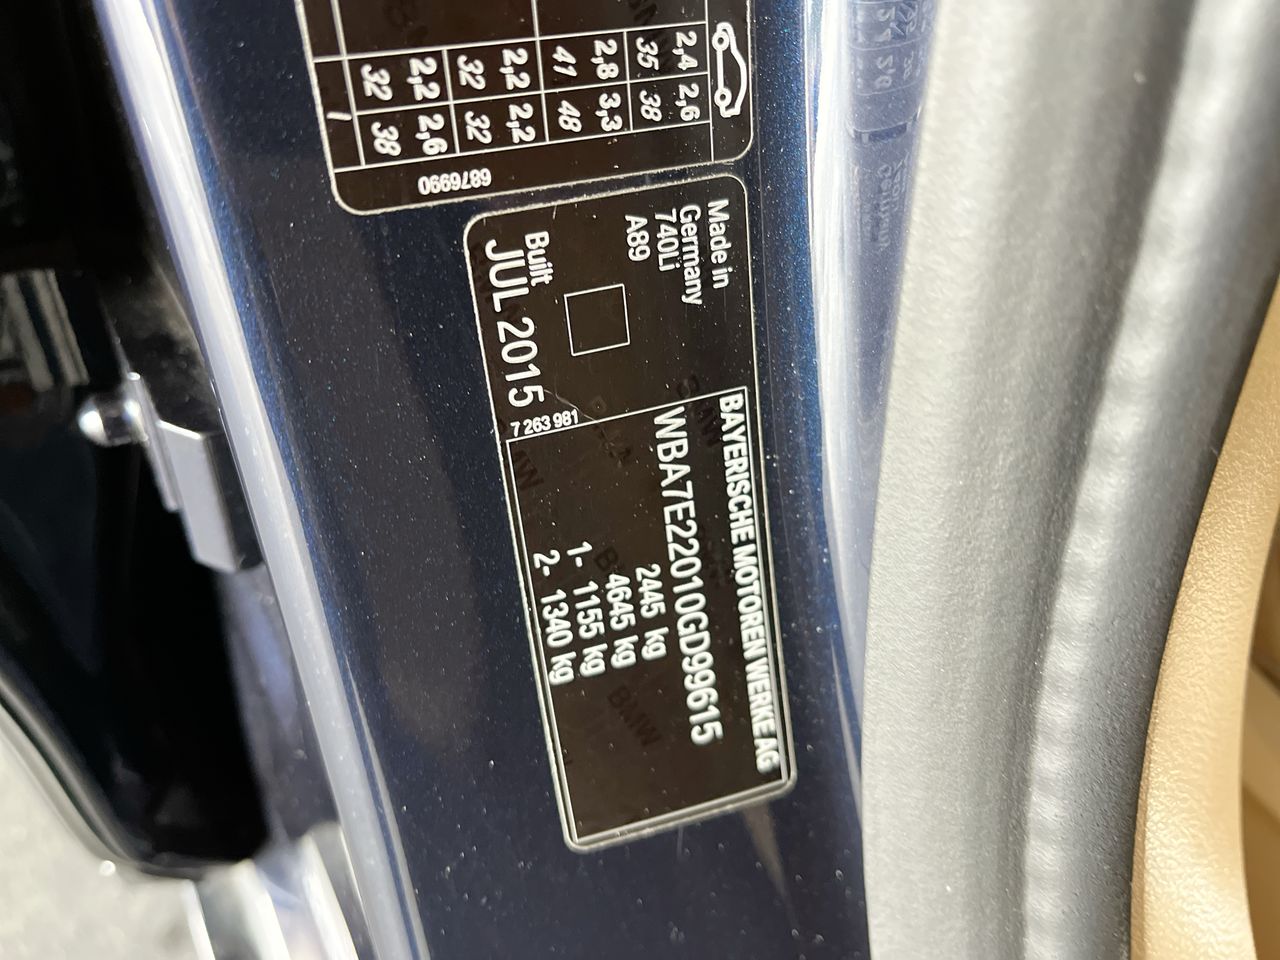 2,4 2,6
35 38
2,8 3,3
41 48
2,2 2,2
32 32
2,2 2,6
32 38
6876990
Made in
Germany
740Li
A89
Built
JUL 2015
7 263 981
BAYERISCHE MOTOREN WERKE AG
WBA7E22010GD99615
2445 kg
4645 kg
1- 1155 kg
2- 1340 kg